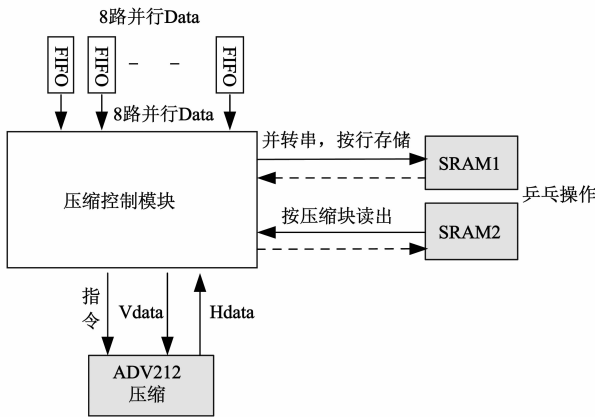 8路并行Data
FIFO
FIFO
FIFO
8路并行Data
并转串，按行存储
SRAM1
压缩控制模块
乒乓操作
按压缩块读出
SRAM2
指令
Vdata
Hdata
ADV212
压缩